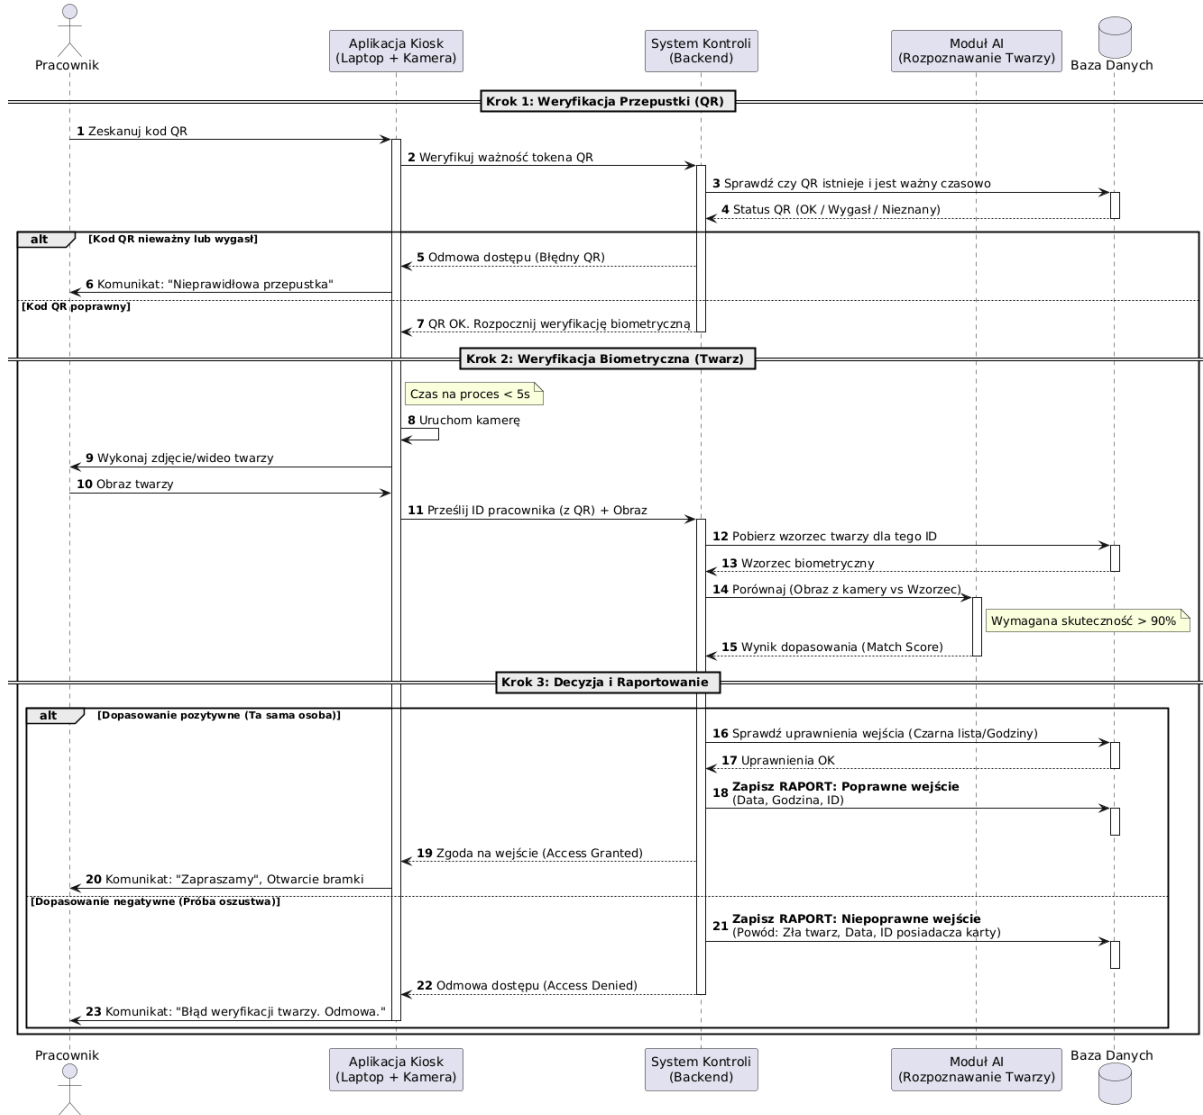 Pracownik
Aplikacja Kiosk
(Laptop + Kamera)
System Kontroli
(Backend)
Moduł AI
(Rozpoznawanie Twarzy)
Baza Danych
Krok 1: Weryfikacja Przepustki (QR)
1 Zeskanuj kod QR
2 Weryfikuj ważność tokena QR
3 Sprawdź czy QR istnieje i jest ważny czasowo
4 Status QR (OK / Wygasł / Nieznany)
alt [Kod QR nieważny lub wygasł]
5 Odmowa dostępu (Błędny QR)
6 Komunikat: "Nieprawidłowa przepustka"
[Kod QR poprawny]
7 QR OK. Rozpocznij weryfikację biometryczną
Krok 2: Weryfikacja Biometryczna (Twarz)
Czas na proces < 5s
8 Uruchom kamerę
9 Wykonaj zdjęcie/wideo twarzy
10 Obraz twarzy
11 Prześlij ID pracownika (z QR) + Obraz
12 Pobierz wzorzec twarzy dla tego ID
13 Wzorzec biometryczny
14 Porównaj (Obraz z kamery vs Wzorzec)
Wymagana skuteczność > 90%
15 Wynik dopasowania (Match Score)
Krok 3: Decyzja i Raportowanie
alt [Dopasowanie pozytywne (Ta sama osoba)]
16 Sprawdź uprawnienia wejścia (Czarna lista/Godziny)
17 Uprawnienia OK
18 Zapisz RAPORT: Poprawne wejście
(Data, Godzina, ID)
19 Zgoda na wejście (Access Granted)
20 Komunikat: "Zapraszamy", Otwarcie bramki
[Dopasowanie negatywne (Próba oszustwa)]
21 Zapisz RAPORT: Niepoprawne wejście
(Powód: Zła twarz, Data, ID posiadacza karty)
22 Odmowa dostępu (Access Denied)
23 Komunikat: "Błąd weryfikacji twarzy. Odmowa."
Pracownik
Aplikacja Kiosk
(Laptop + Kamera)
System Kontroli
(Backend)
Moduł AI
(Rozpoznawanie Twarzy)
Baza Danych